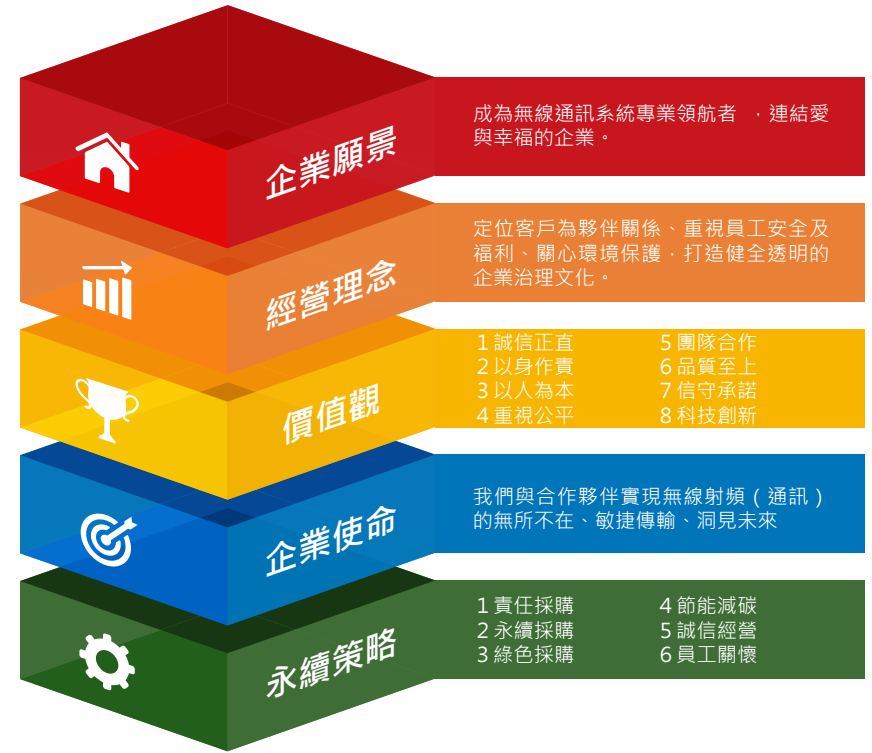 企業願景
成為無線通訊系統專業領航者，連結愛
與幸福的企業。
經營理念
定位客戶為夥伴關係、重視員工安全及
福利、關心環境保護，打造健全透明的
企業治理文化。
價值觀
1 誠信正直
2 以身作責
3 以人為本
4 重視公平
5 團隊合作
6 品質至上
7 信守承諾
8 科技創新
企業使命
我們與合作夥伴實現無線射頻（通訊）
的無所不在、敏捷傳輸、洞見未來
永續策略
1 責任採購
2 永續採購
3 綠色採購
4 節能減碳
5 誠信經營
6 員工關懷